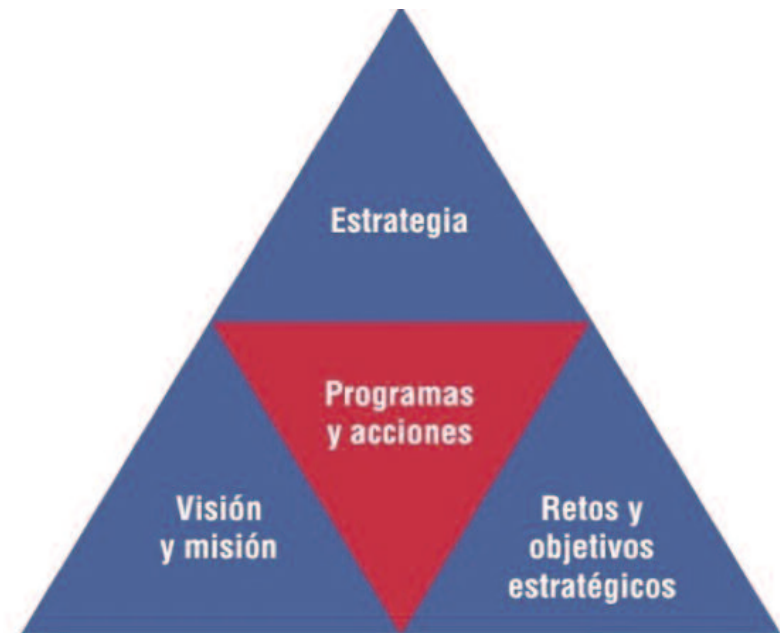 Estrategia
Programas
y acciones
Visión
y misión
Retos y
objetivos
estratégicos